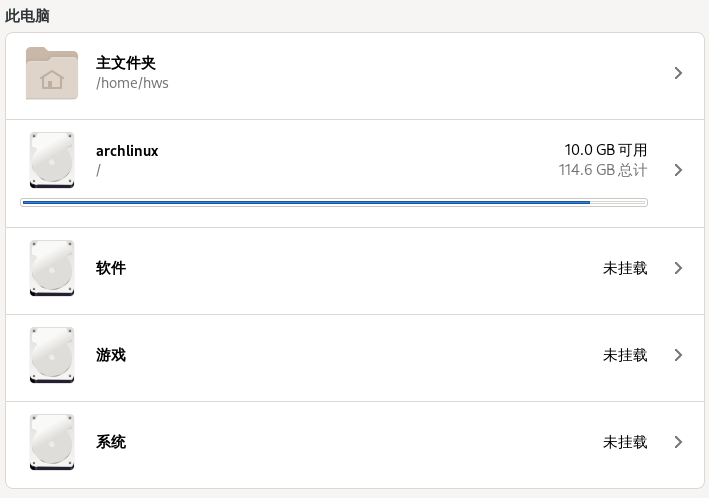 此电脑
主文件夹
/home/hws
archlinux
10.0 GB 可用
/
114.6 GB 总计
软件
未挂载
游戏
未挂载
系统
未挂载